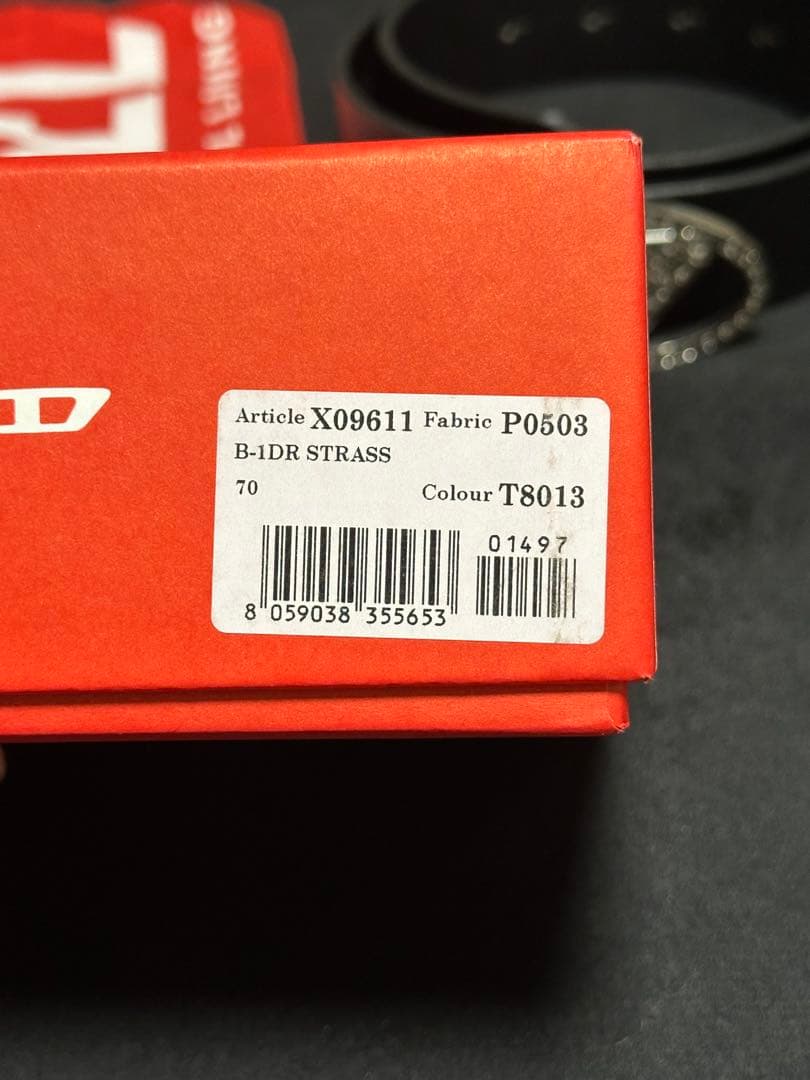 Article X09611 Fabric P0503
B-1DR STRASS
70 Colour T8013
01497
8 059038 355653